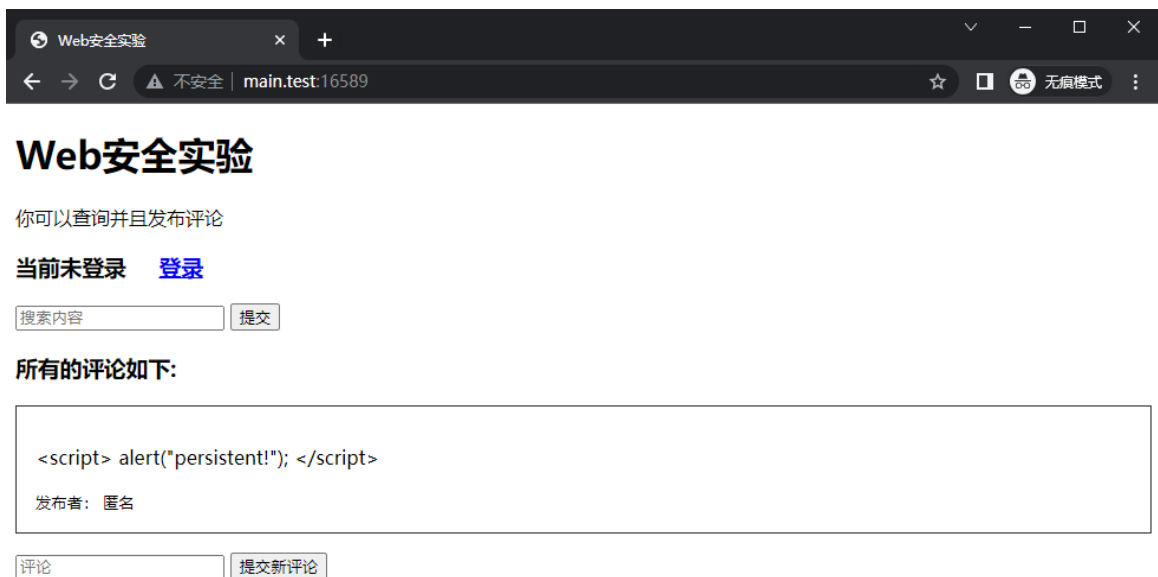 Web安全实验
不安全 main.test:16589 无痕模式
Web安全实验
你可以查询并且发布评论
当前未登录 登录
搜索内容 提交
所有的评论如下:
<script> alert("persistent!"); </script>
发布者: 匿名
评论 提交新评论